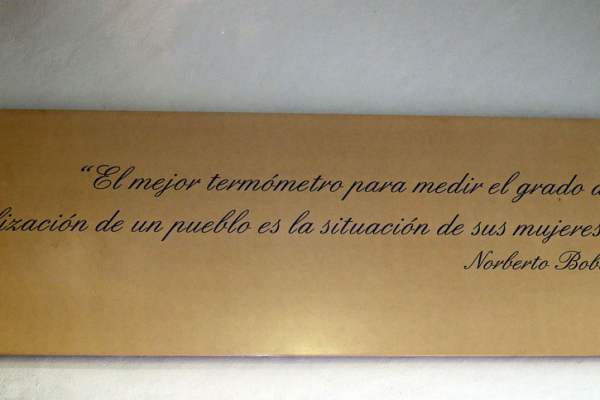 “El mejor termómetro para medir el grado d
lización de un pueblo es la situación de sus mujeres
Norberto Bob